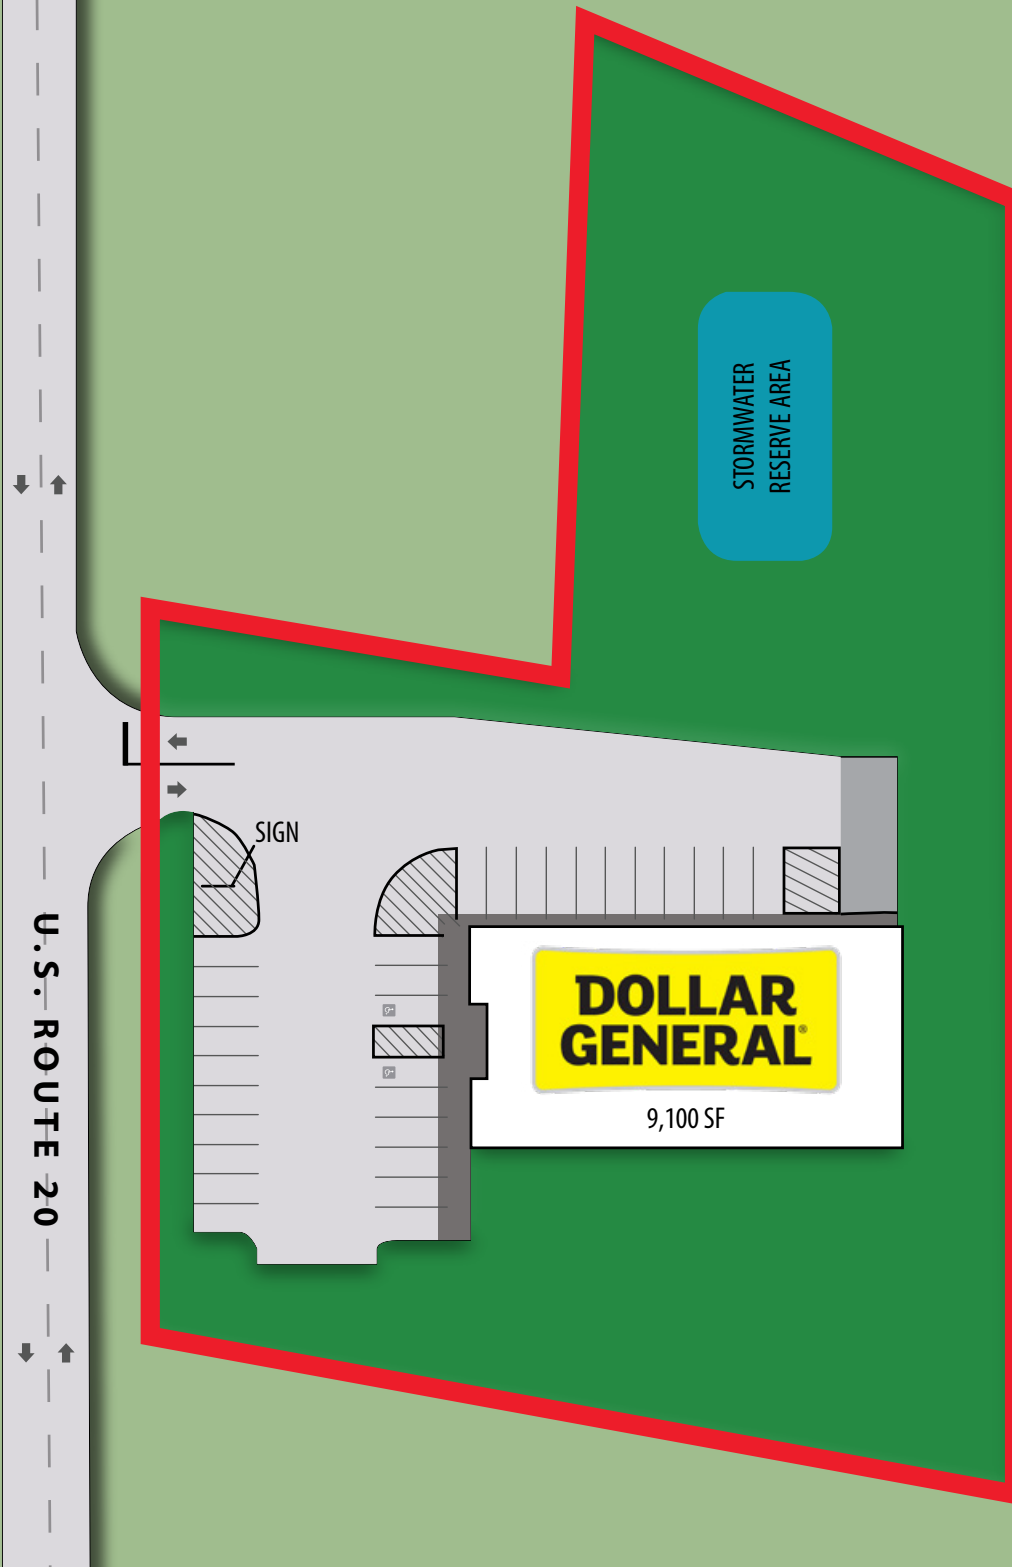 STORMWATER
RESERVE AREA
SIGN
U.S. ROUTE 20
DOLLAR
GENERAL®
9,100 SF